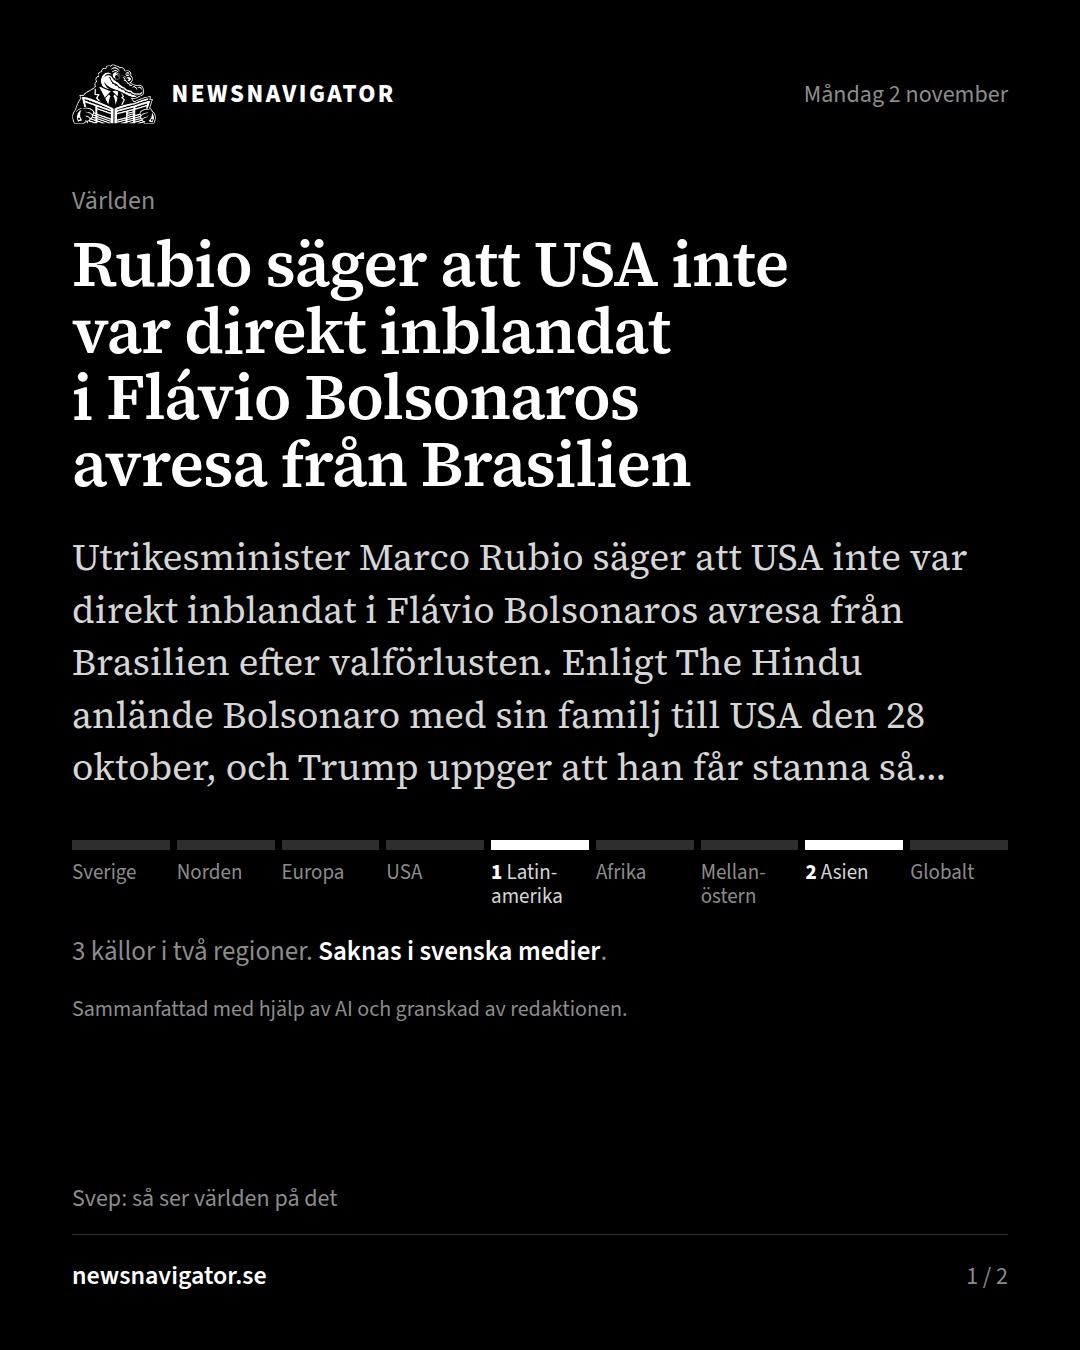 NEWSNAVIGATOR
Måndag 2 november
Världen
Rubio säger att USA inte
var direkt inblandat
i Flávio Bolsonaros
avresa från Brasilien
Utrikesminister Marco Rubio säger att USA inte var
direkt inblandat i Flávio Bolsonaros avresa från
Brasilien efter valförlusten. Enligt The Hindu
anlände Bolsonaro med sin familj till USA den 28
oktober, och Trump uppger att han får stanna så...
Sverige
Norden
Europa
USA
1 Latin-
amerika
Afrika
Mellan-
östern
2 Asien
Globalt
3 källor i två regioner. Saknas i svenska medier.
Sammanfattad med hjälp av AI och granskad av redaktionen.
Svep: så ser världen på det
newsnavigator.se
1 / 2